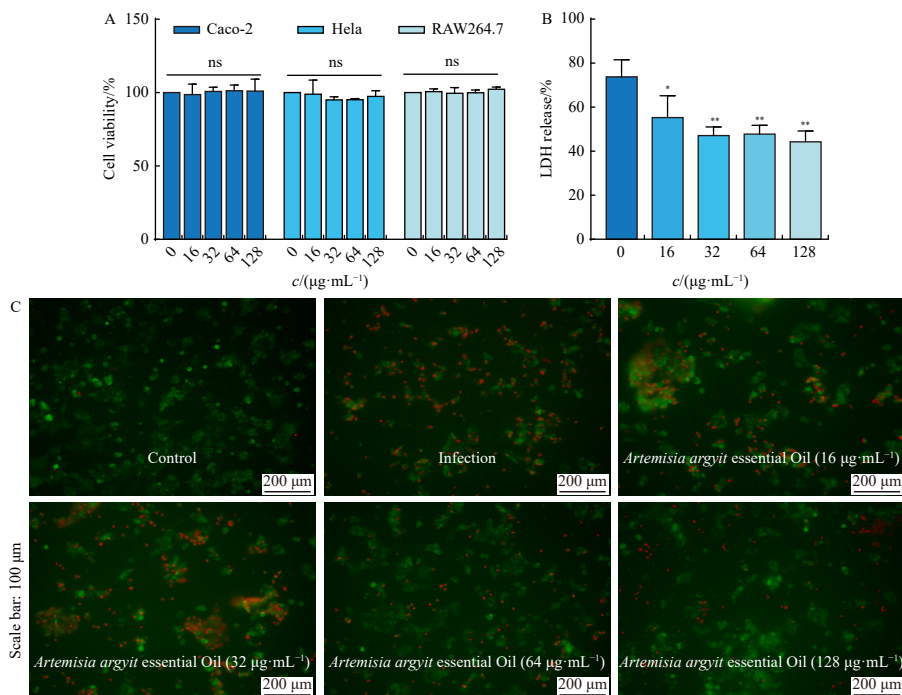 A
150
Caco-2
Hela
RAW264.7
ns
ns
ns
100
50
0
Cell viability/%
0 16 32 64 128 0 16 32 64 128 0 16 32 64 128
c/(μg·mL⁻¹)
B
100
80
60
40
20
0
LDH release/%
*
**
**
**
0 16 32 64 128
c/(μg·mL⁻¹)
C
Control
200 μm
Infection
200 μm
Artemisia argyit essential Oil (16 μg·mL⁻¹)
200 μm
Scale bar: 100 μm
Artemisia argyit essential Oil (32 μg·mL⁻¹)
200 μm
Artemisia argyit essential Oil (64 μg·mL⁻¹)
200 μm
Artemisia argyit essential Oil (128 μg·mL⁻¹)
200 μm